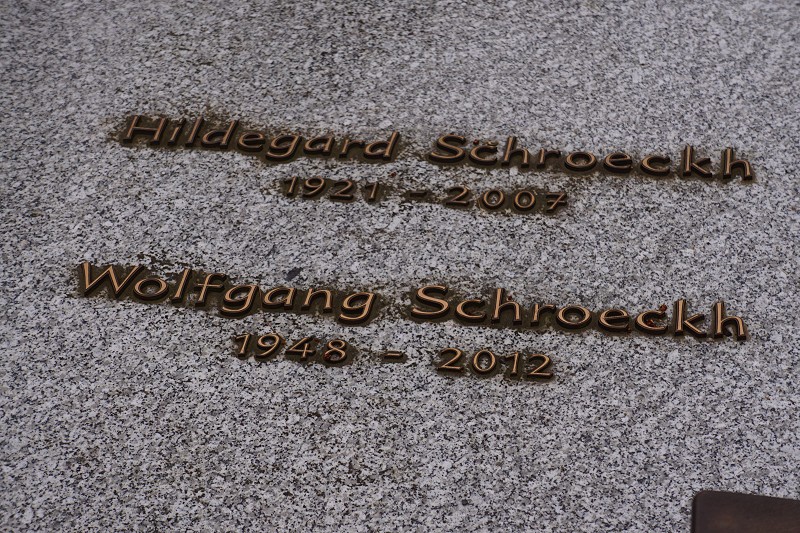 Hildegard Schroeckh
1921 - 2007
Wolfgang Schroeckh
1948 - 2012